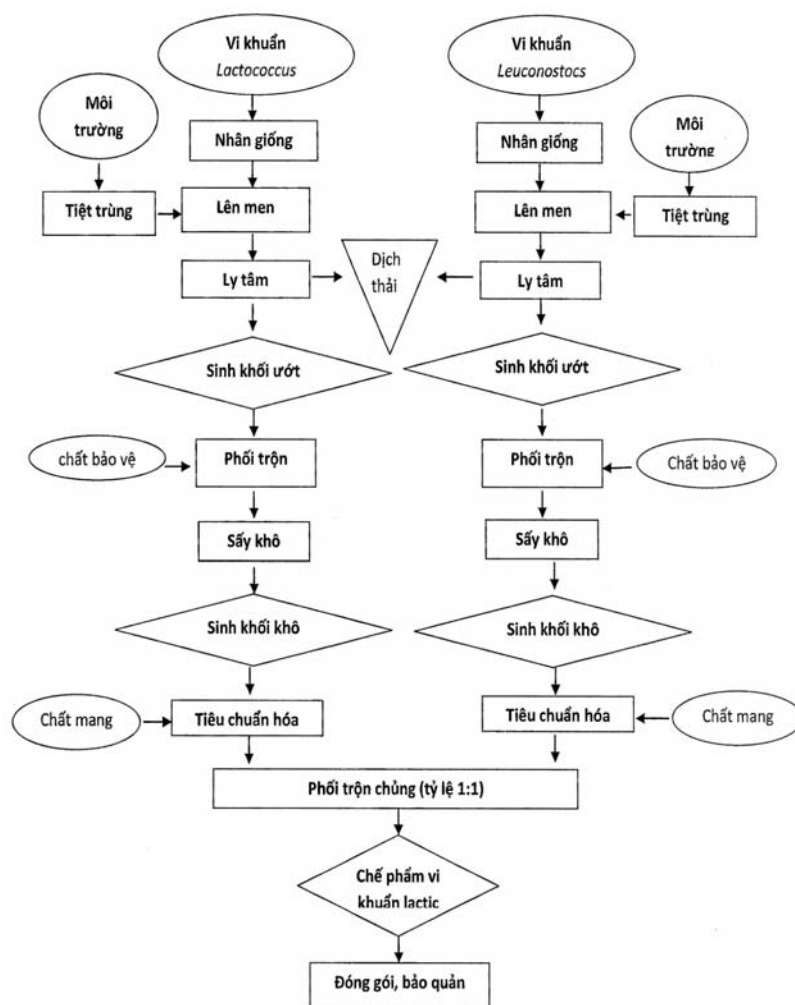 Vi khuẩn
Lactococcus
Vi khuẩn
Leuconostocs
Môi
trường
Nhân giống
Nhân giống
Môi
trường
Tiệt trùng
Lên men
Lên men
Tiệt trùng
Dịch
thải
Ly tâm
Ly tâm
Sinh khối ướt
Sinh khối ướt
chất bảo vệ
Phối trộn
Phối trộn
Chất bảo vệ
Sấy khô
Sấy khô
Sinh khối khô
Sinh khối khô
Chất mang
Tiêu chuẩn hóa
Tiêu chuẩn hóa
Chất mang
Phối trộn chủng (tỷ lệ 1:1)
Chế phẩm vi
khuẩn lactic
Đóng gói, bảo quản